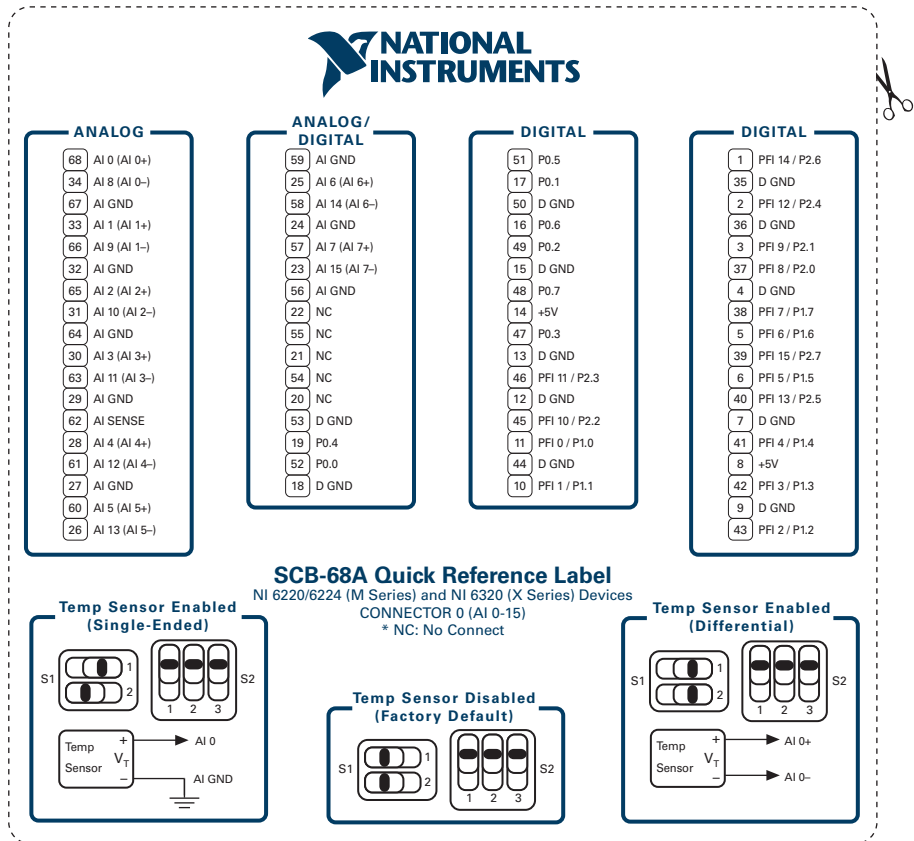 NATIONAL
INSTRUMENTS
ANALOG
68 AI 0 (AI 0+)
34 AI 8 (AI 0–)
67 AI GND
33 AI 1 (AI 1+)
66 AI 9 (AI 1–)
32 AI GND
65 AI 2 (AI 2+)
31 AI 10 (AI 2–)
64 AI GND
30 AI 3 (AI 3+)
63 AI 11 (AI 3–)
29 AI GND
62 AI SENSE
28 AI 4 (AI 4+)
61 AI 12 (AI 4–)
27 AI GND
60 AI 5 (AI 5+)
26 AI 13 (AI 5–)
ANALOG/
DIGITAL
59 AI GND
25 AI 6 (AI 6+)
58 AI 14 (AI 6–)
24 AI GND
57 AI 7 (AI 7+)
23 AI 15 (AI 7–)
56 AI GND
22 NC
55 NC
21 NC
54 NC
20 NC
53 D GND
19 P0.4
52 P0.0
18 D GND
DIGITAL
51 P0.5
17 P0.1
50 D GND
16 P0.6
49 P0.2
15 D GND
48 P0.7
14 +5V
47 P0.3
13 D GND
46 PFI 11 / P2.3
12 D GND
45 PFI 10 / P2.2
11 PFI 0 / P1.0
44 D GND
10 PFI 1 / P1.1
DIGITAL
1 PFI 14 / P2.6
35 D GND
2 PFI 12 / P2.4
36 D GND
3 PFI 9 / P2.1
37 PFI 8 / P2.0
4 D GND
38 PFI 7 / P1.7
5 PFI 6 / P1.6
39 PFI 15 / P2.7
6 PFI 5 / P1.5
40 PFI 13 / P2.5
7 D GND
41 PFI 4 / P1.4
8 +5V
42 PFI 3 / P1.3
9 D GND
43 PFI 2 / P1.2
SCB-68A Quick Reference Label
NI 6220/6224 (M Series) and NI 6320 (X Series) Devices
CONNECTOR 0 (AI 0-15)
* NC: No Connect
Temp Sensor Enabled
(Single-Ended)
S1 1 2
S2 1 2 3
Temp
Sensor
+ VT –
AI 0
AI GND
Temp Sensor Disabled
(Factory Default)
S1 1 2
S2 1 2 3
Temp Sensor Enabled
(Differential)
S1 1 2
S2 1 2 3
Temp
Sensor
+ VT –
AI 0+
AI 0–